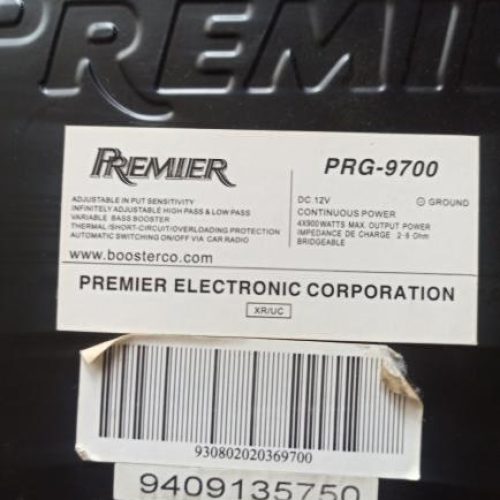 PREMIE
PREMIER
PRG-9700
ADJUSTABLE IN PUT SENSITIVITY
INFINITELY ADJUSTABLE HIGH PASS & LOW PASS
VARIABLE BASS BOOSTER
THERMAL/SHORT-CIRCUIT/OVERLOADING PROTECTION
AUTOMATIC SWITCHING ON/OFF VIA CAR RADIO
www.boosterco.com
DC 12V
GROUND
CONTINUOUS POWER
4X900WATTS MAX. OUTPUT POWER
IMPEDANCE DE CHARGE 2-8 Ohm
BRIDGEABLE
PREMIER ELECTRONIC CORPORATION
XR/UC
930802020369700
9409135750